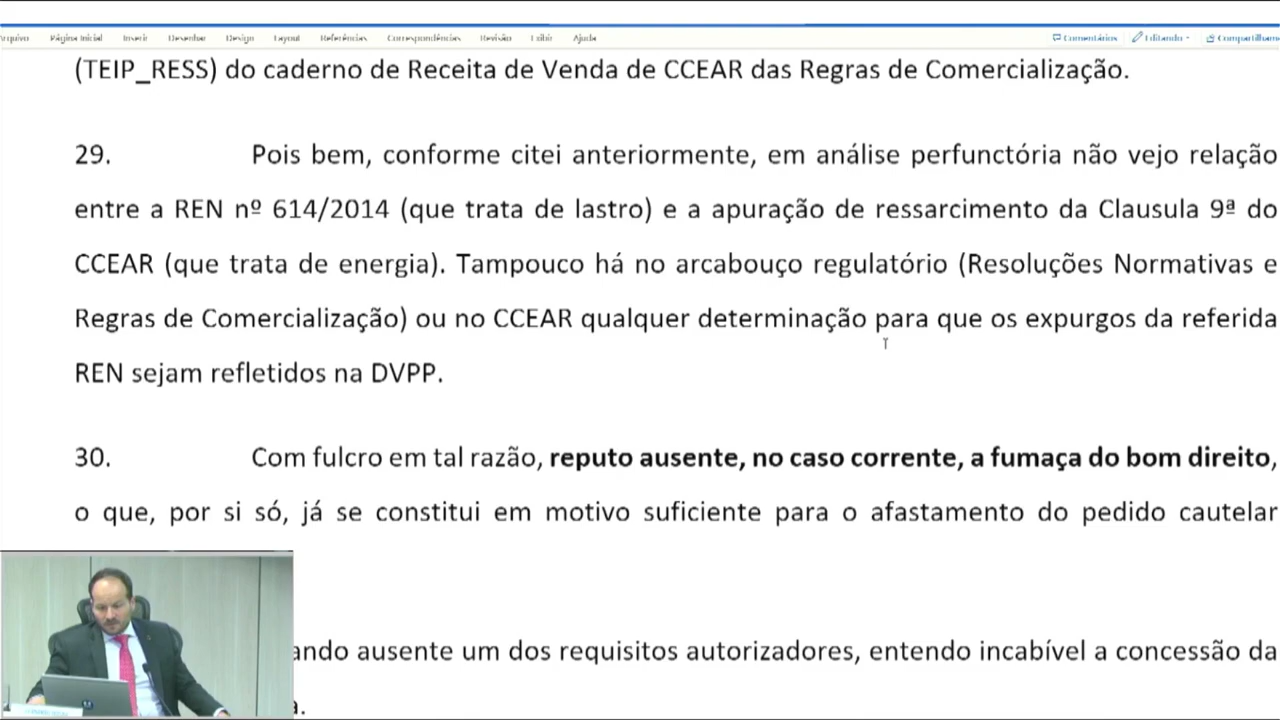 Arquivo Página Inicial Inserir Desenhar Design Layout Referências Correspondências Revisão Exibir Ajuda Comentários Editando Compartilhame
(TEIP_RESS) do caderno de Receita de Venda de CCEAR das Regras de Comercialização.
29. Pois bem, conforme citei anteriormente, em análise perfunctória não vejo relação
entre a REN nº 614/2014 (que trata de lastro) e a apuração de ressarcimento da Clausula 9ª do
CCEAR (que trata de energia). Tampouco há no arcabouço regulatório (Resoluções Normativas e
Regras de Comercialização) ou no CCEAR qualquer determinação para que os expurgos da referida
REN sejam refletidos na DVPP.
30. Com fulcro em tal razão, reputo ausente, no caso corrente, a fumaça do bom direito,
o que, por si só, já se constitui em motivo suficiente para o afastamento do pedido cautelar
ando ausente um dos requisitos autorizadores, entendo incabível a concessão da
a.